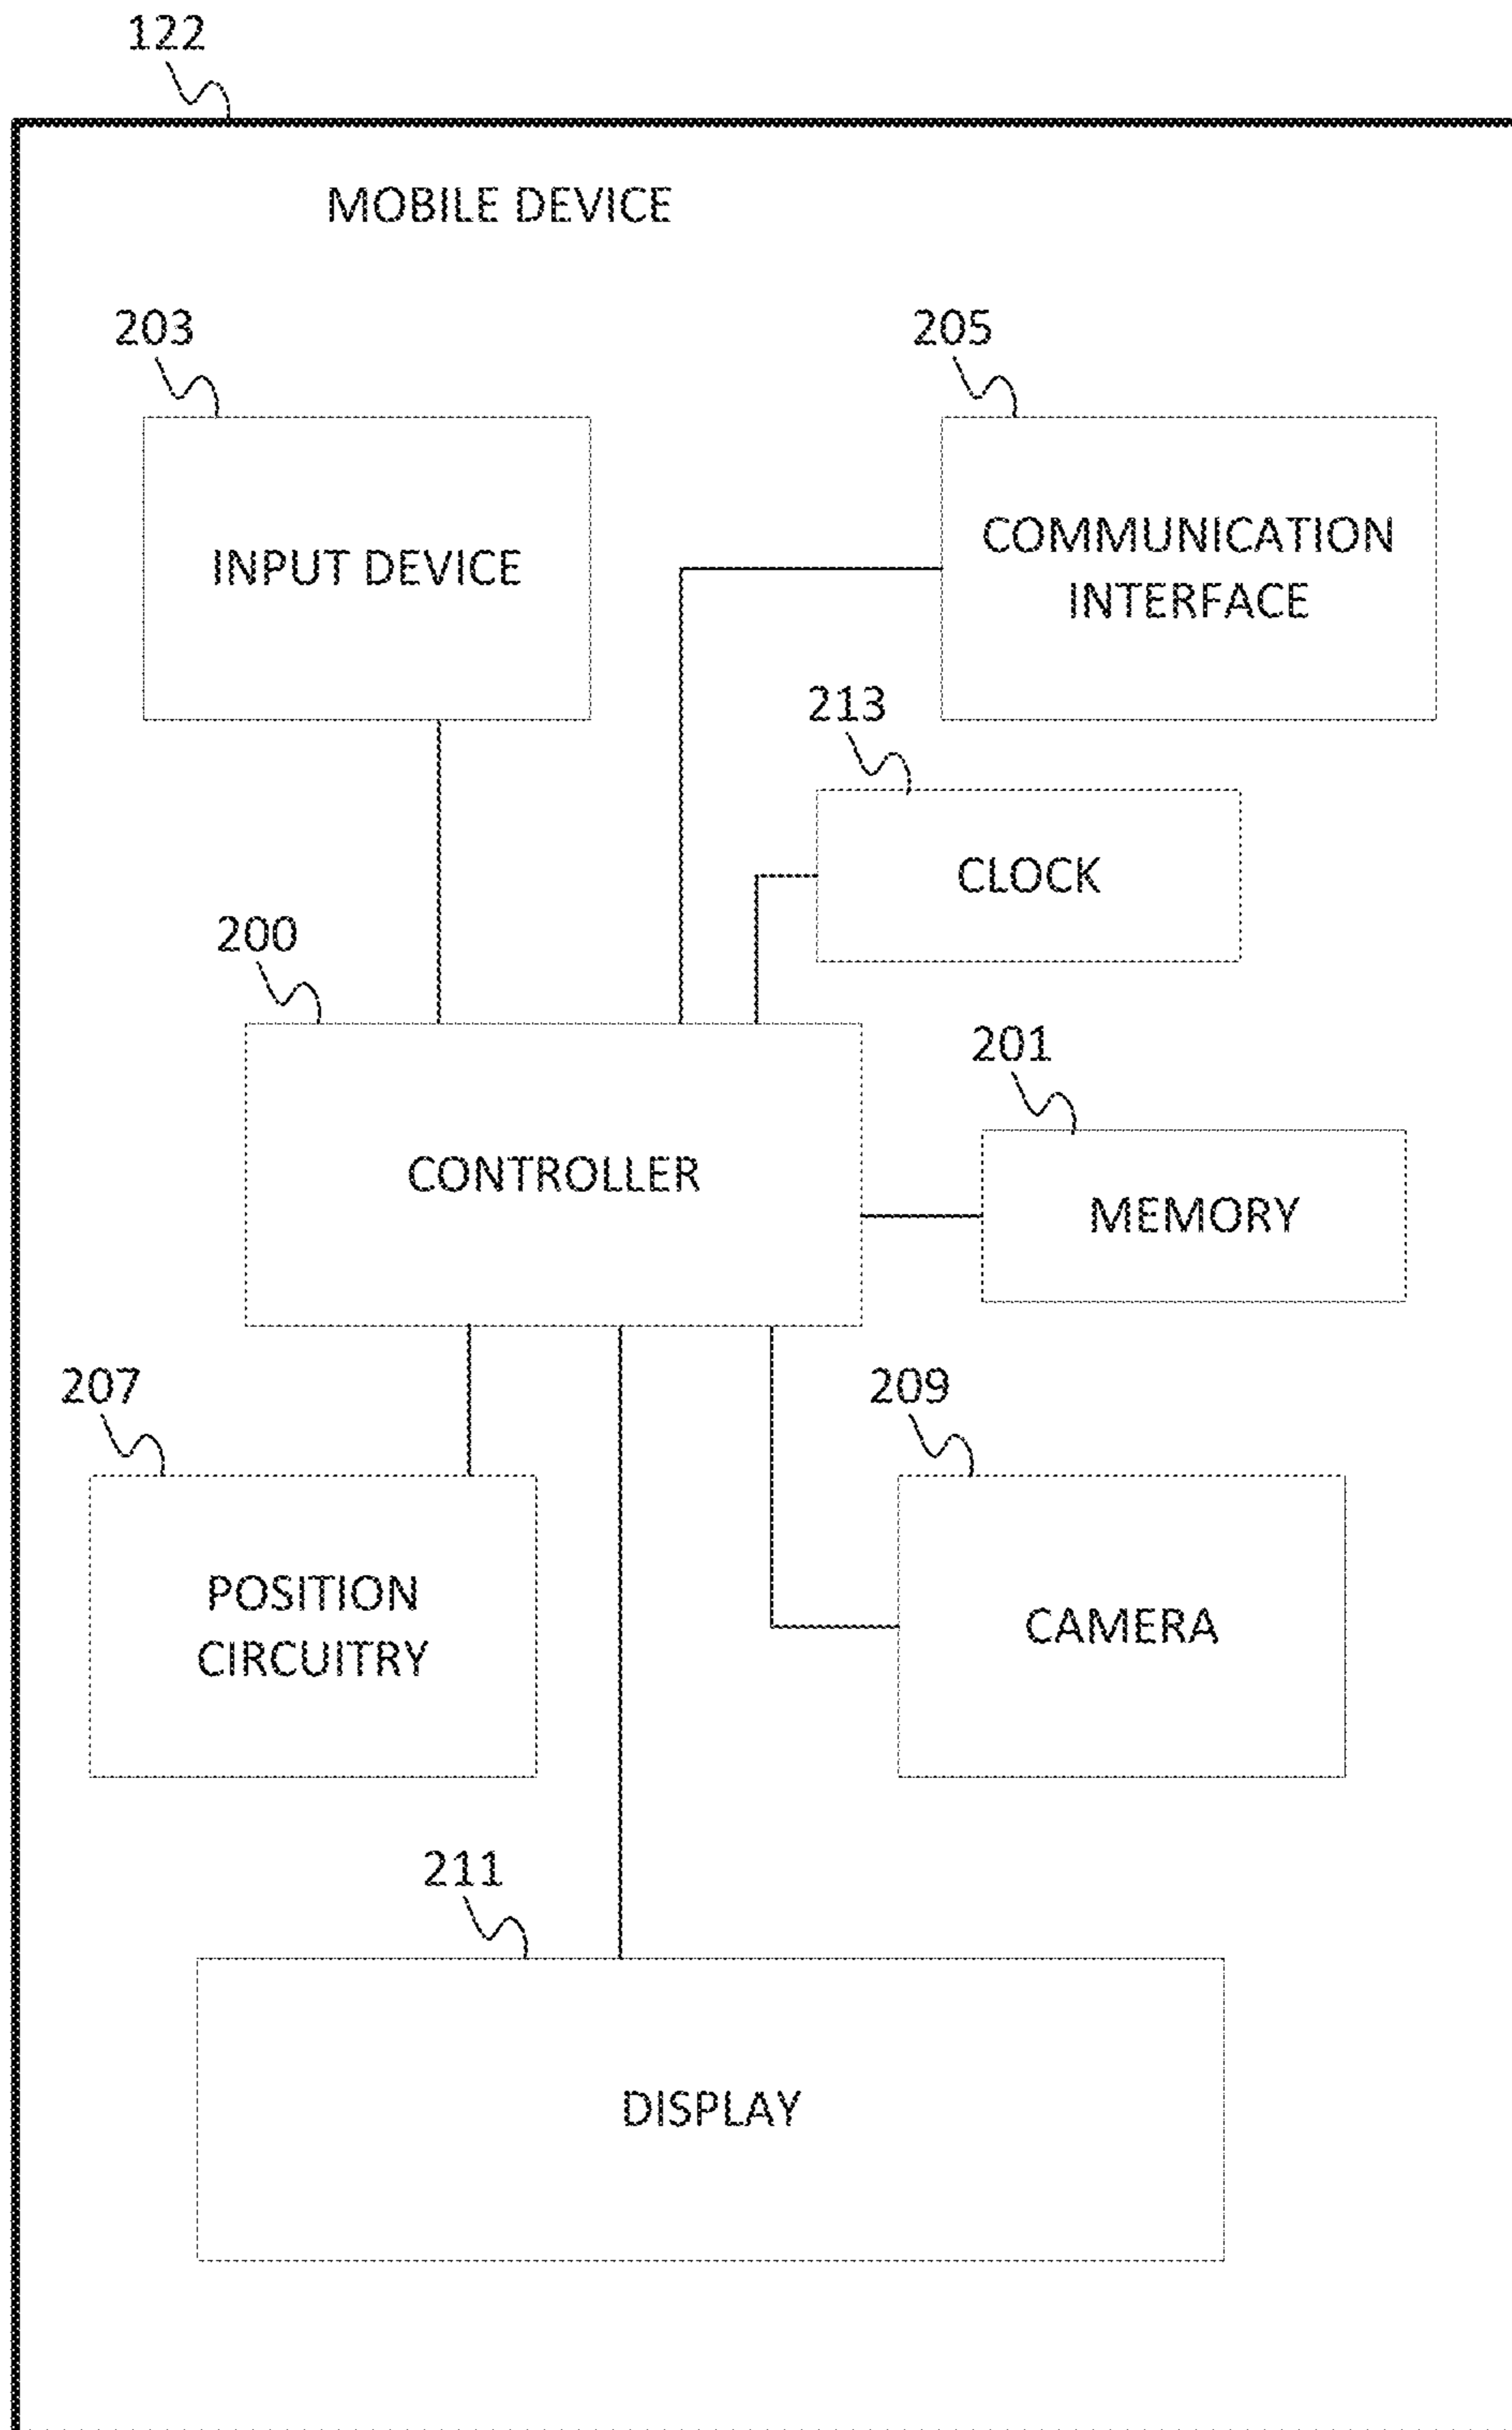 122
MOBILE DEVICE
203
205
INPUT DEVICE
COMMUNICATION
INTERFACE
213
CLOCK
200
201
CONTROLLER
MEMORY
207
209
POSITION
CIRCUITRY
CAMERA
211
DISPLAY